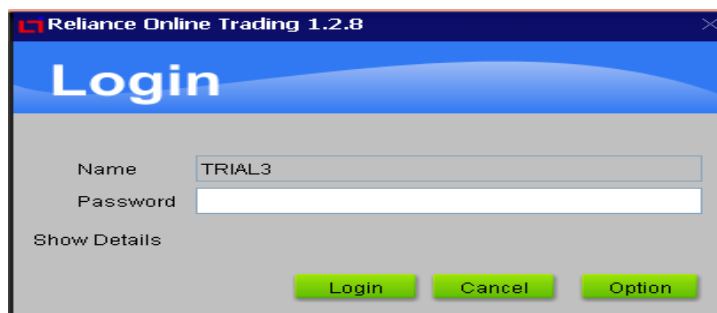 Reliance Online Trading 1.2.8
Login
Name TRIAL3
Password
Show Details
Login Cancel Option